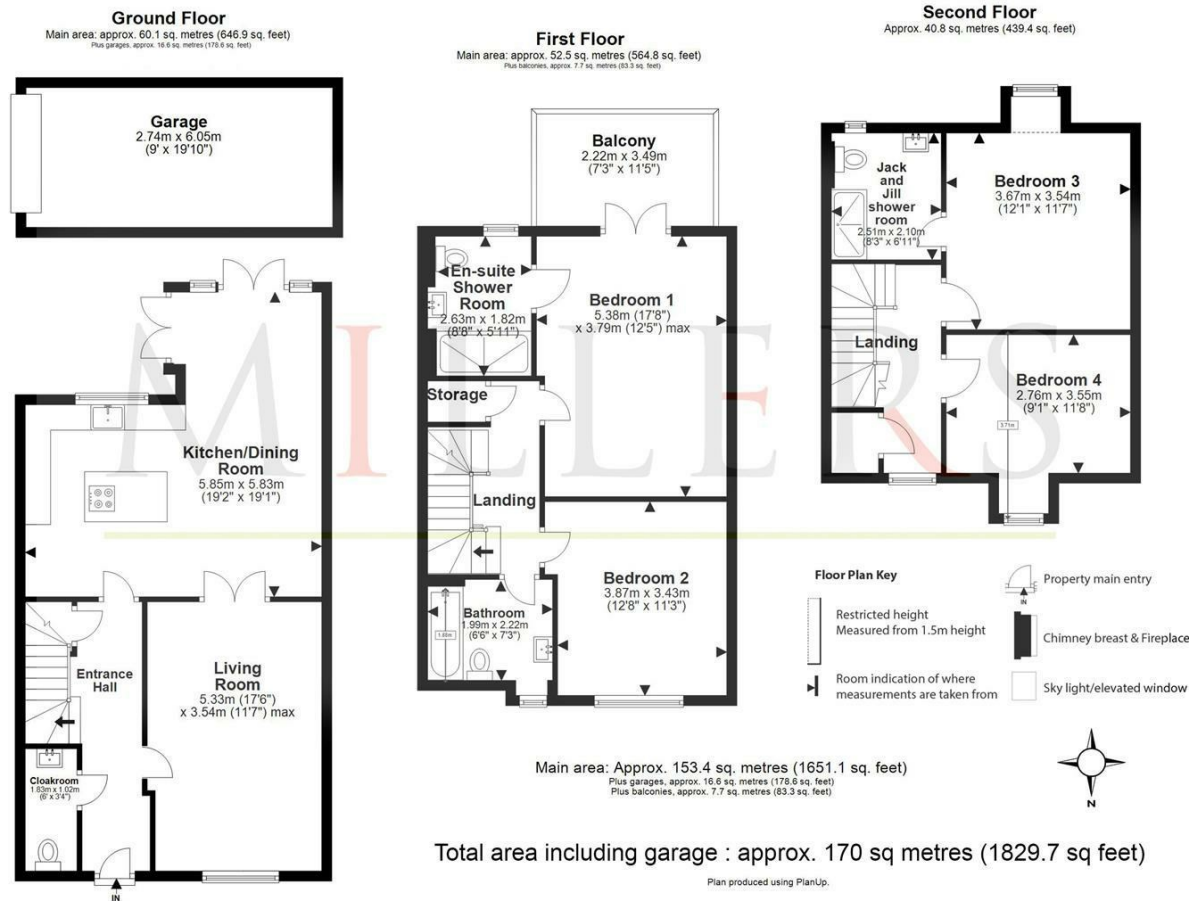 Ground Floor
Main area: approx. 60.1 sq. metres (646.9 sq. feet)
Plus garages, approx. 16.6 sq. metres (178.6 sq. feet)
Garage
2.74m x 6.05m
(9' x 19'10")
Kitchen/Dining
Room
5.85m x 5.83m
(19'2" x 19'1")
Entrance
Hall
Living
Room
5.33m (17'6")
x 3.54m (11'7") max
Cloakroom
1.83m x 1.02m
(6' x 3'4")
IN
First Floor
Main area: approx. 52.5 sq. metres (564.8 sq. feet)
Plus balconies, approx. 7.7 sq. metres (83.3 sq. feet)
Balcony
2.22m x 3.49m
(7'3" x 11'5")
En-suite
Shower
Room
2.63m x 1.82m
(8'8" x 5'11")
Bedroom 1
5.38m (17'8")
x 3.79m (12'5") max
Storage
Landing
Bedroom 2
3.87m x 3.43m
(12'8" x 11'3")
Bathroom
1.99m x 2.22m
(6'6" x 7'3")
Second Floor
Approx. 40.8 sq. metres (439.4 sq. feet)
Jack
and
Jill
shower
room
2.51m x 2.10m
(8'3" x 6'11")
Bedroom 3
3.67m x 3.54m
(12'1" x 11'7")
Landing
Bedroom 4
2.76m x 3.55m
(9'1" x 11'8")
3.71m
MILLERS
Floor Plan Key
Restricted height
Measured from 1.5m height
Room indication of where
measurements are taken from
Property main entry
IN
Chimney breast & Fireplace
Sky light/elevated window
N
Main area: Approx. 153.4 sq. metres (1651.1 sq. feet)
Plus garages, approx. 16.6 sq. metres (178.6 sq. feet)
Plus balconies, approx. 7.7 sq. metres (83.3 sq. feet)
Total area including garage : approx. 170 sq metres (1829.7 sq feet)
Plan produced using PlanUp.